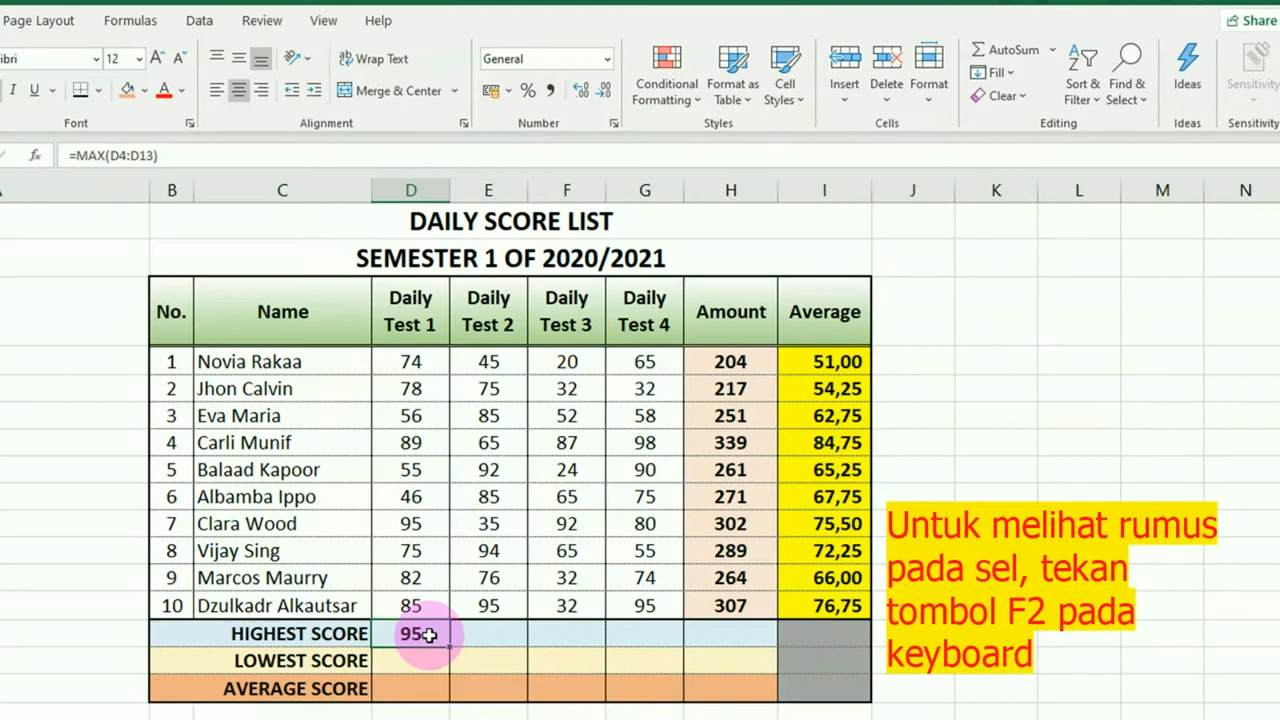 Page Layout Formulas Data Review View Help Share
12 Wrap Text General AutoSum
Conditional Format as Cell Insert Delete Format Fill Sort & Find & Ideas Sensitivity
Merge & Center Formatting Table Styles Clear Filter Select
Font Alignment Number Styles Cells Editing Ideas Sensitivity
fx =MAX(D4:D13)
B C D E F G H I J K L M N
DAILY SCORE LIST
SEMESTER 1 OF 2020/2021
No. Name Daily Test 1 Daily Test 2 Daily Test 3 Daily Test 4 Amount Average
1 Novia Rakaa 74 45 20 65 204 51,00
2 Jhon Calvin 78 75 32 32 217 54,25
3 Eva Maria 56 85 52 58 251 62,75
4 Carli Munif 89 65 87 98 339 84,75
5 Balaad Kapoor 55 92 24 90 261 65,25
6 Albamba Ippo 46 85 65 75 271 67,75
7 Clara Wood 95 35 92 80 302 75,50
8 Vijay Sing 75 94 65 55 289 72,25
9 Marcos Maurry 82 76 32 74 264 66,00
10 Dzulkadr Alkautsar 85 95 32 95 307 76,75
HIGHEST SCORE 95
LOWEST SCORE
AVERAGE SCORE
Untuk melihat rumus
pada sel, tekan
tombol F2 pada
keyboard